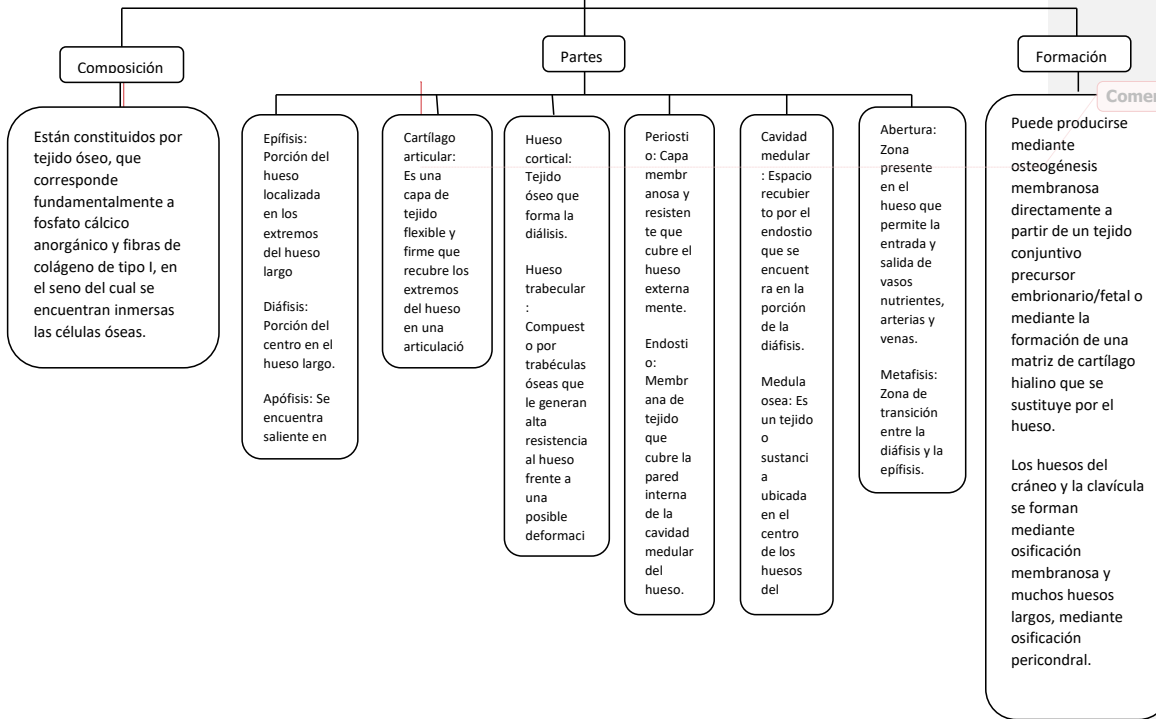 Composición
Partes
Formación
Comen
Están constituidos por
tejido óseo, que
corresponde
fundamentalmente a
fosfato cálcico
anorgánico y fibras de
colágeno de tipo I, en
el seno del cual se
encuentran inmersas
las células óseas.
Epífisis:
Porción del
hueso
localizada
en los
extremos
del hueso
largo
Diáfisis:
Porción del
centro en el
hueso largo.
Apófisis: Se
encuentra
saliente en
Cartílago
articular:
Es una
capa de
tejido
flexible y
firme que
recubre los
extremos
del hueso
en una
articulació
Hueso
cortical:
Tejido
óseo que
forma la
diálisis.
Hueso
trabecular
:
Compuest
o por
trabéculas
óseas que
le generan
alta
resistencia
al hueso
frente a
una
posible
deformaci
Periosti
o: Capa
membr
anosa y
resisten
te que
cubre el
hueso
externa
mente.
Endosti
o:
Membr
ana de
tejido
que
cubre la
pared
interna
de la
cavidad
medular
del
hueso.
Cavidad
medular
: Espacio
recubier
to por el
endostio
que se
encuent
ra en la
porción
de la
diáfisis.
Medula
osea: Es
un tejido
o
sustanci
a
ubicada
en el
centro
de los
huesos
del
Abertura:
Zona
presente
en el
hueso que
permite la
entrada y
salida de
vasos
nutrientes,
arterias y
venas.
Metafisis:
Zona de
transición
entre la
diáfisis y la
epífisis.
Puede producirse
mediante
osteogénesis
membranosa
directamente a
partir de un tejido
conjuntivo
precursor
embrionario/fetal o
mediante la
formación de una
matriz de cartílago
hialino que se
sustituye por el
hueso.
Los huesos del
cráneo y la clavícula
se forman
mediante
osificación
membranosa y
muchos huesos
largos, mediante
osificación
pericondral.